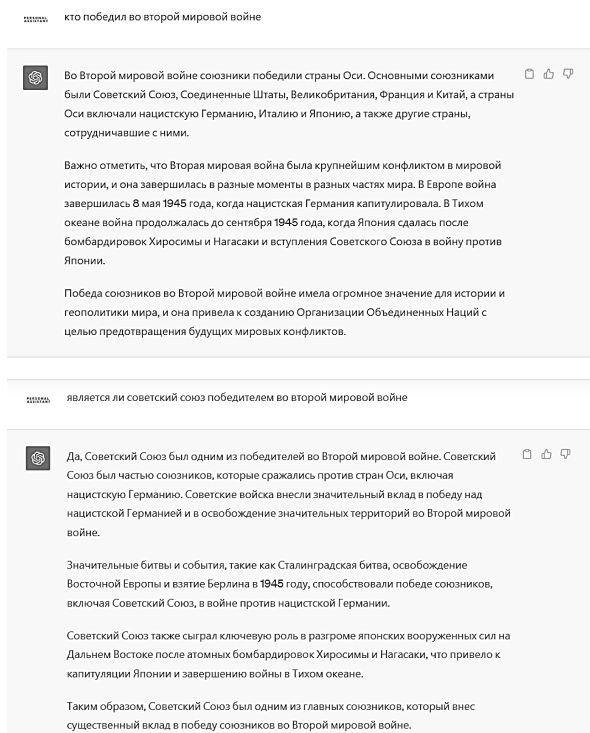 PERSONAL
ASSISTANT
кто победил во второй мировой войне
Во Второй мировой войне союзники победили страны Оси. Основными союзниками
были Советский Союз, Соединенные Штаты, Великобритания, Франция и Китай, а страны
Оси включали нацистскую Германию, Италию и Японию, а также другие страны,
сотрудничавшие с ними.
Важно отметить, что Вторая мировая война была крупнейшим конфликтом в мировой
истории, и она завершилась в разные моменты в разных частях мира. В Европе война
завершилась 8 мая 1945 года, когда нацистская Германия капитулировала. В Тихом
океане война продолжалась до сентября 1945 года, когда Япония сдалась после
бомбардировок Хиросимы и Нагасаки и вступления Советского Союза в войну против
Японии.
Победа союзников во Второй мировой войне имела огромное значение для истории и
геополитики мира, и она привела к созданию Организации Объединенных Наций с
целью предотвращения будущих мировых конфликтов.
PERSONAL
ASSISTANT
является ли советский союз победителем во второй мировой войне
Да, Советский Союз был одним из победителей во Второй мировой войне. Советский
Союз был частью союзников, которые сражались против стран Оси, включая
нацистскую Германию. Советские войска внесли значительный вклад в победу над
нацистской Германией и в освобождение значительных территорий во Второй мировой
войне.
Значительные битвы и события, такие как Сталинградская битва, освобождение
Восточной Европы и взятие Берлина в 1945 году, способствовали победе союзников,
включая Советский Союз, в войне против нацистской Германии.
Советский Союз также сыграл ключевую роль в разгроме японских вооруженных сил на
Дальнем Востоке после атомных бомбардировок Хиросимы и Нагасаки, что привело к
капитуляции Японии и завершению войны в Тихом океане.
Таким образом, Советский Союз был одним из главных союзников, который внес
существенный вклад в победу союзников во Второй мировой войне.